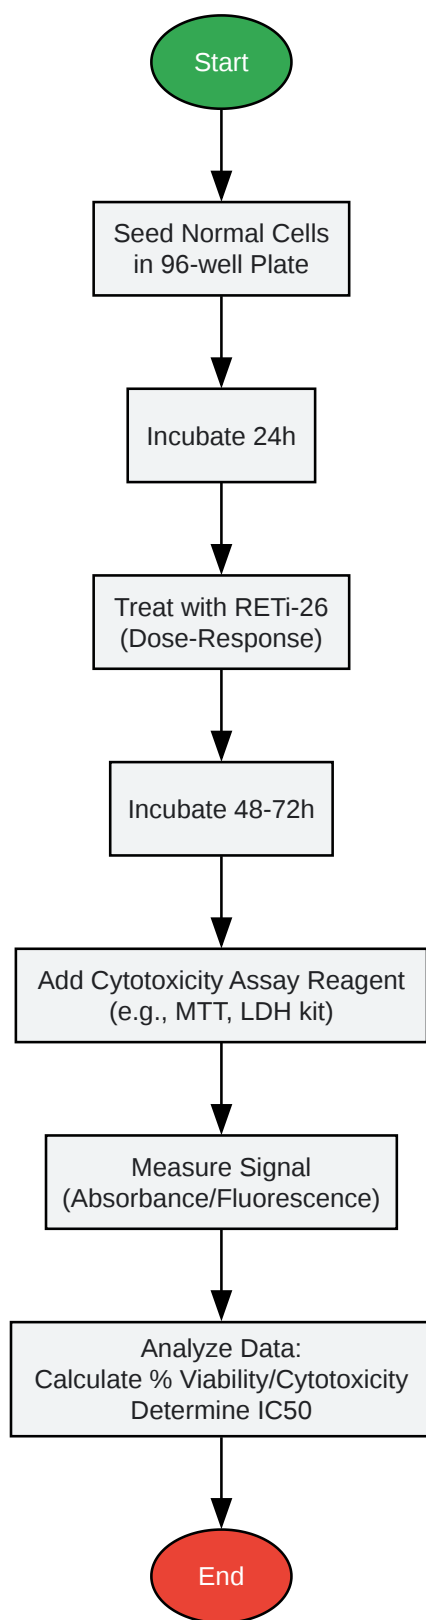 Start
Seed Normal Cells
in 96-well Plate
Incubate 24h
Treat with RETi-26
(Dose-Response)
Incubate 48-72h
Add Cytotoxicity Assay Reagent
(e.g., MTT, LDH kit)
Measure Signal
(Absorbance/Fluorescence)
Analyze Data:
Calculate % Viability/Cytotoxicity
Determine IC50
End